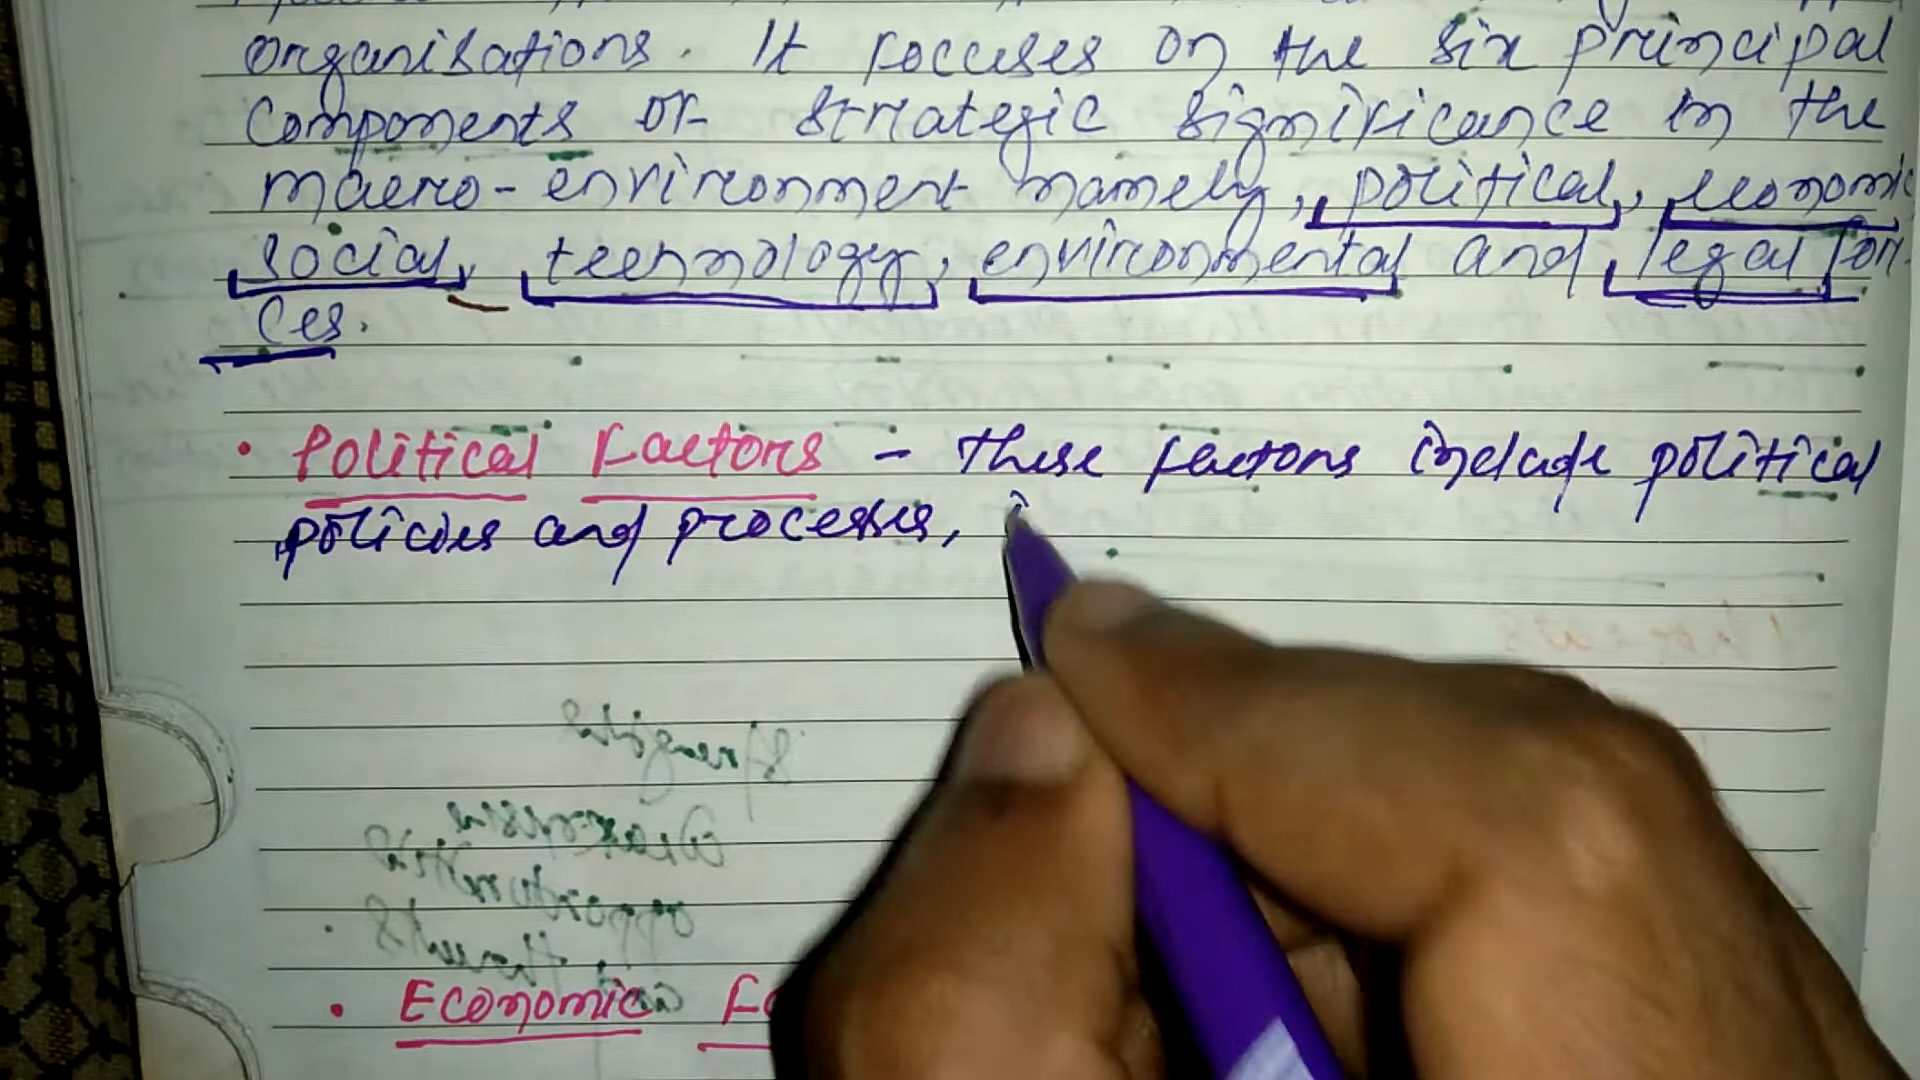 organisations. It focuses on the six principal
components of strategic significance in the
macro-environment namely, political, economic
social, technology, environmental and legal for-
ces.
• Political Factors - These factors include political
policies and processes,
• Economic